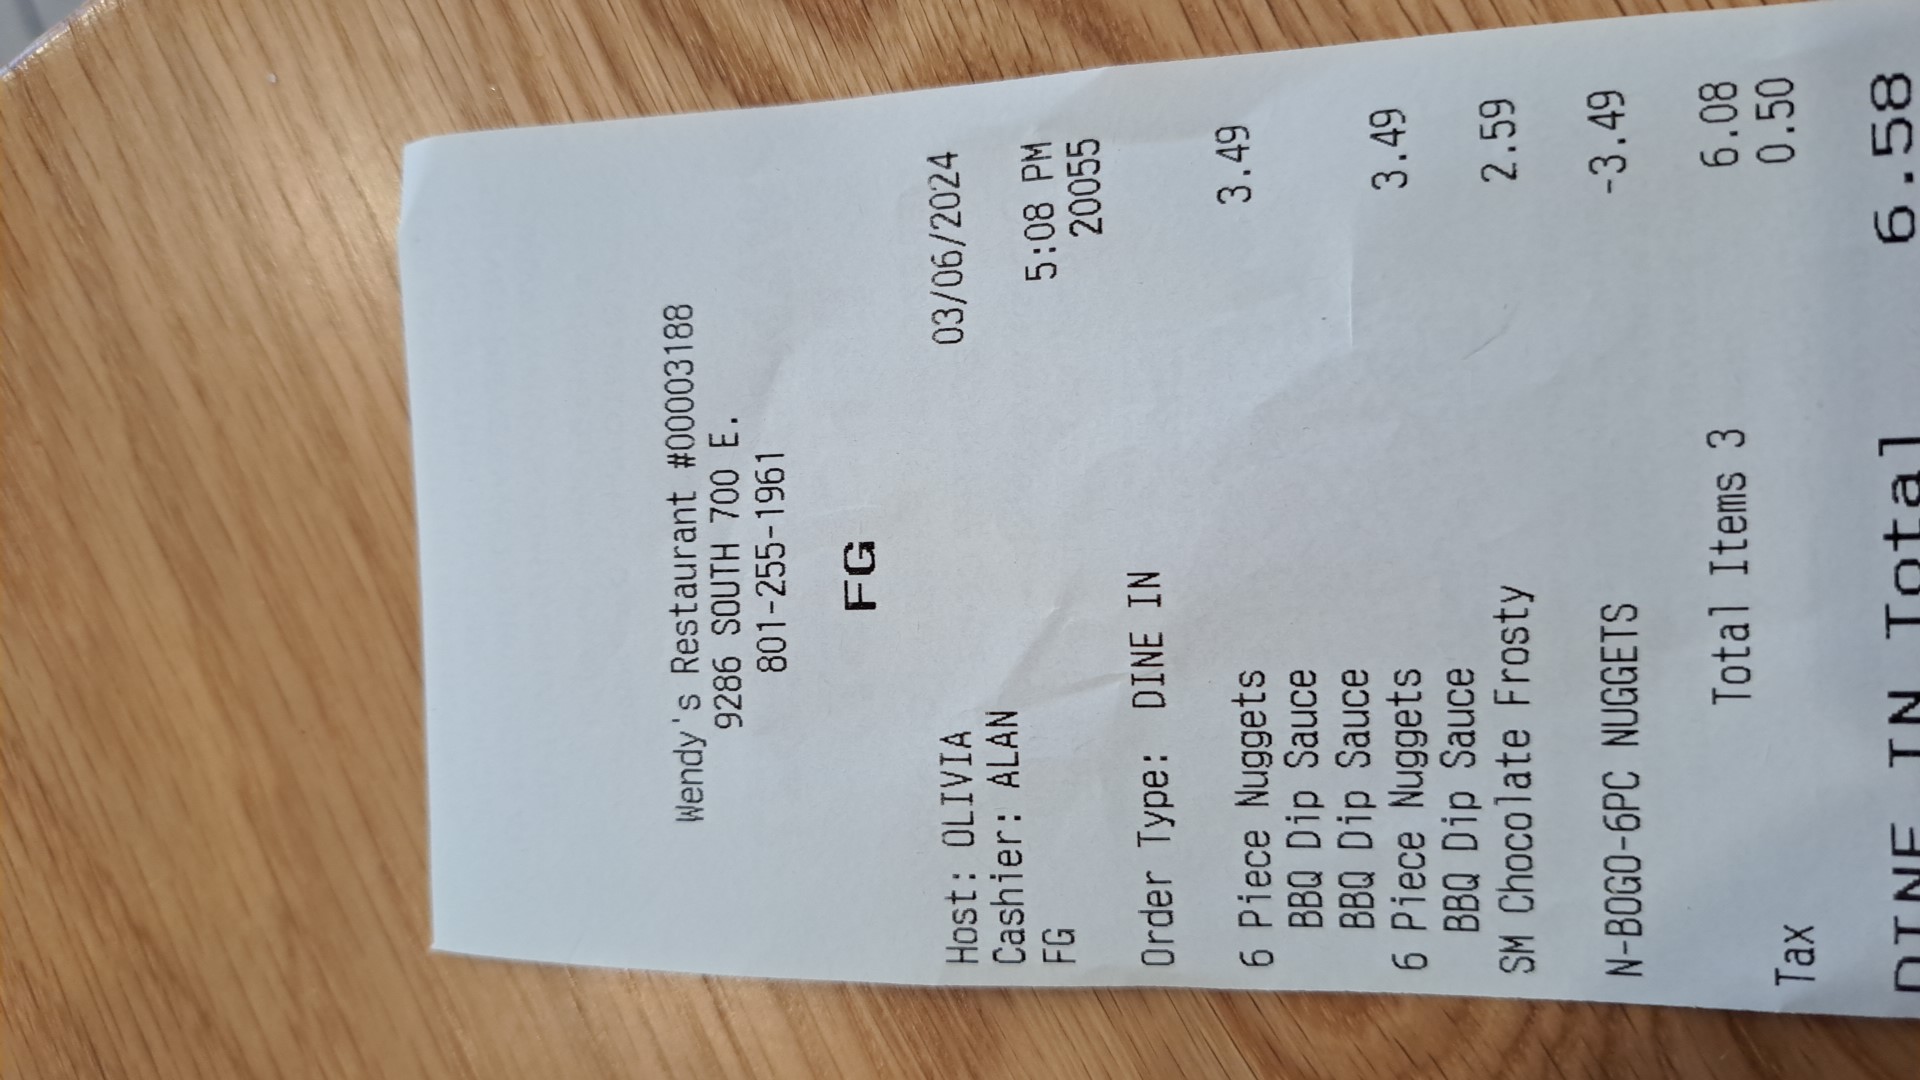 Wendy's Restaurant #00003188
9286 SOUTH 700 E.
801-255-1961
FG
Host: OLIVIA 03/06/2024
Cashier: ALAN 5:08 PM
FG 20055
Order Type: DINE IN
6 Piece Nuggets 3.49
BBQ Dip Sauce
BBQ Dip Sauce
6 Piece Nuggets 3.49
BBQ Dip Sauce
SM Chocolate Frosty 2.59
N-BOGO-6PC NUGGETS -3.49
Total Items 3 6.08
Tax 0.50
DINE IN Total 6.58